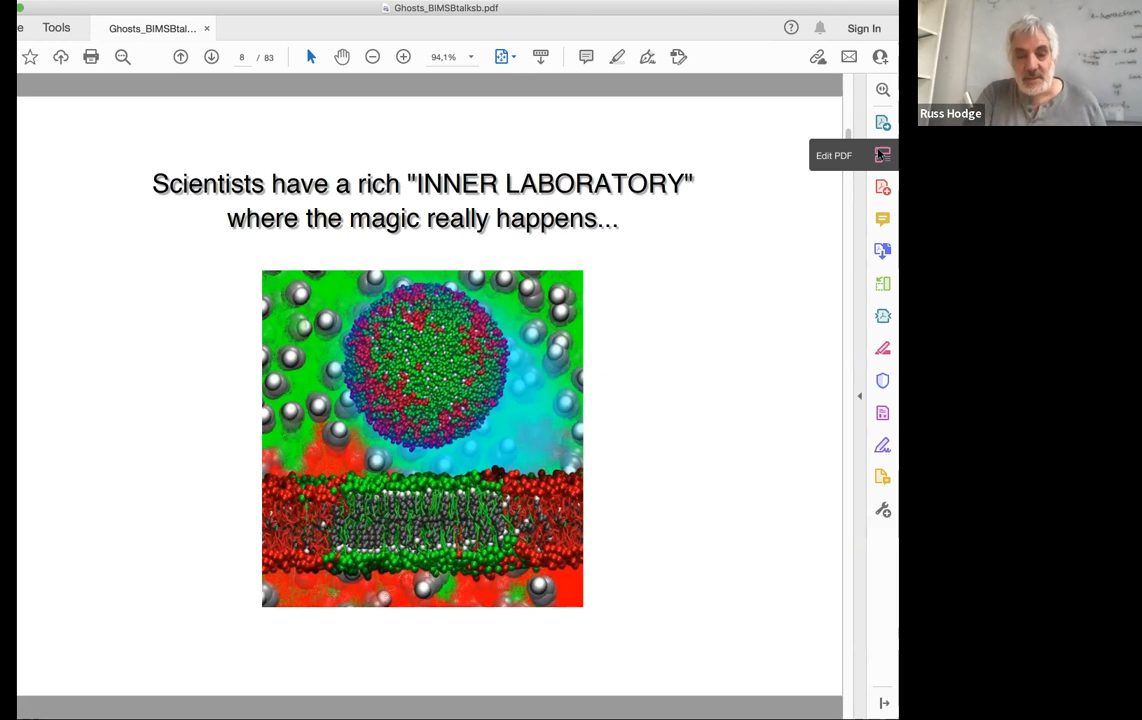 Ghosts_BIMSBtalksb.pdf
e
Tools
Ghosts_BIMSBtal...
Sign In
8 / 83
94,1%
Edit PDF
Russ Hodge
Scientists have a rich "INNER LABORATORY"
where the magic really happens...